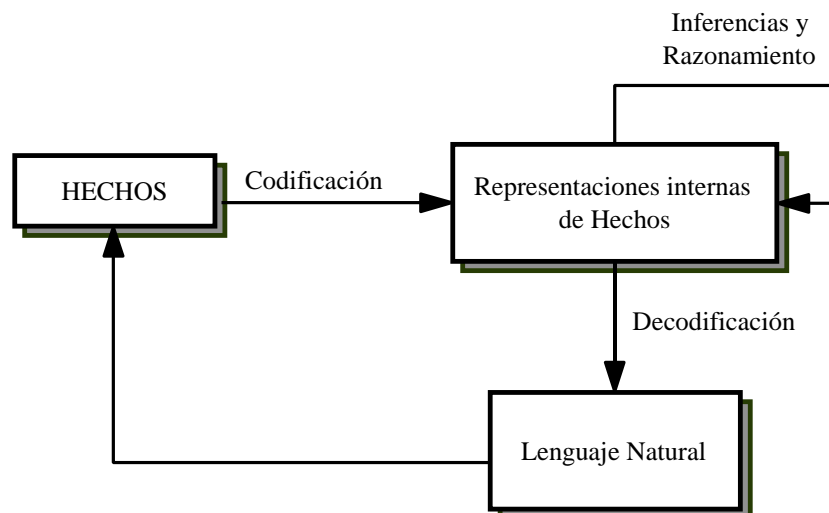 Inferencias y
Razonamiento
HECHOS
Codificación
Representaciones internas
de Hechos
Decodificación
Lenguaje Natural